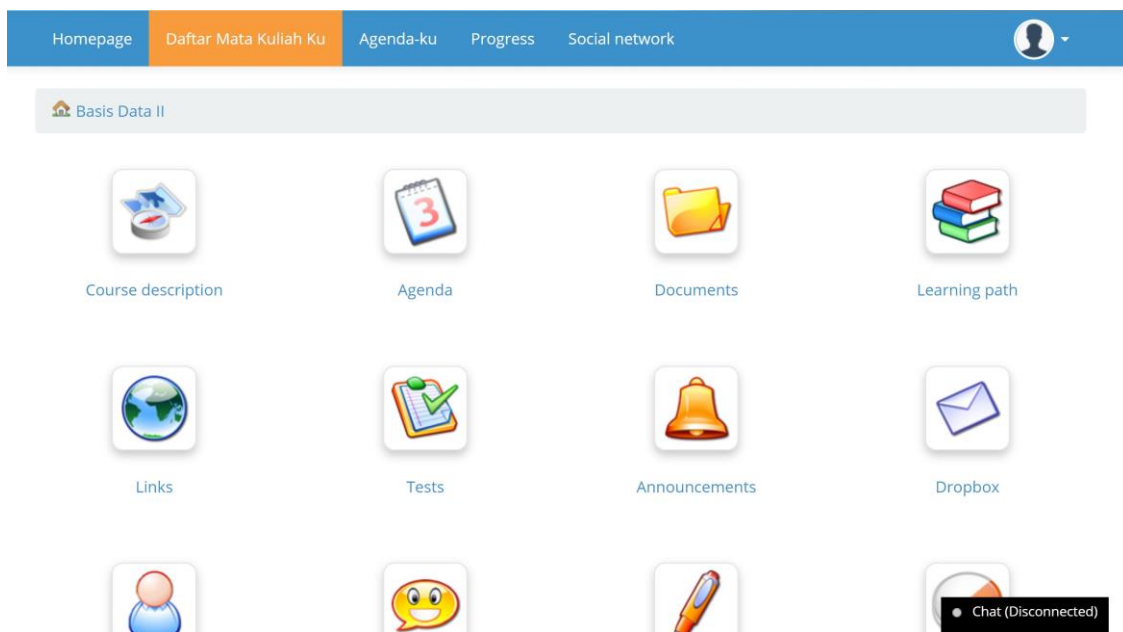 Homepage Daftar Mata Kuliah Ku Agenda-ku Progress Social network
Basis Data II
3
Course description Agenda Documents Learning path
Links Tests Announcements Dropbox
Chat (Disconnected)